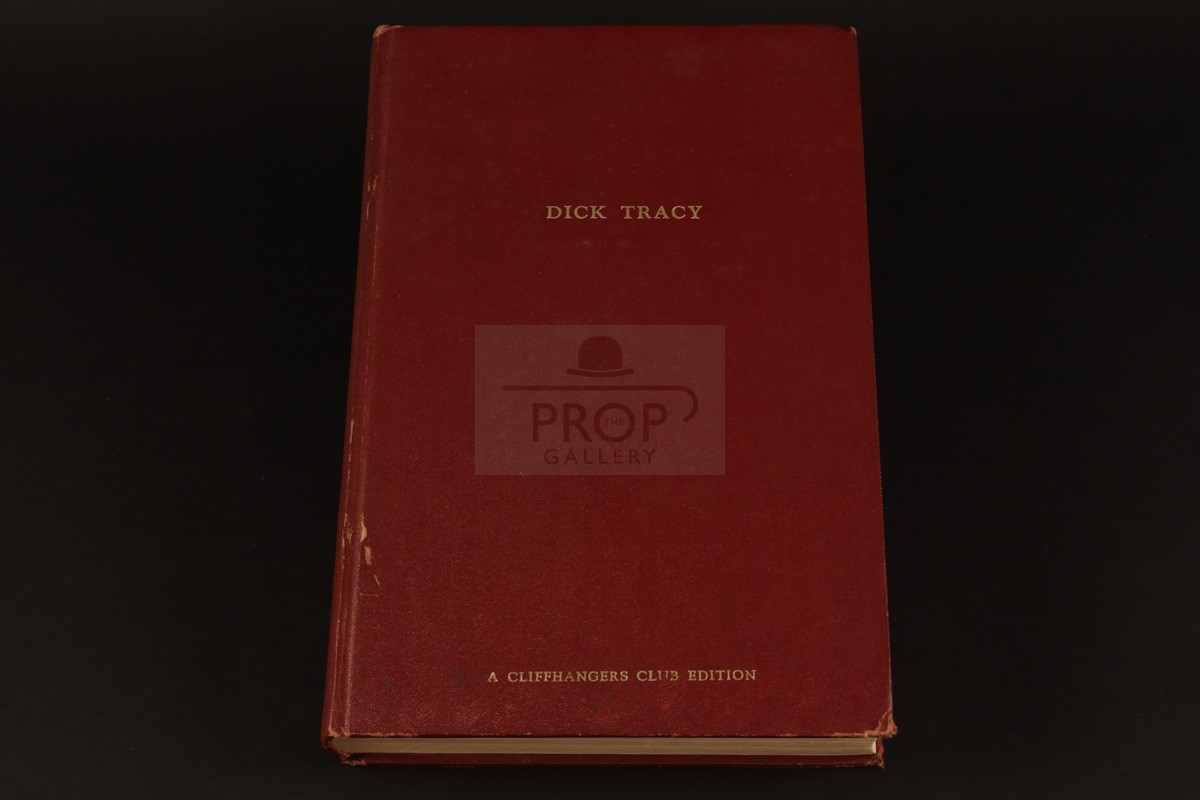 DICK TRACY
THE
PROP
GALLERY
A CLIFFHANGERS CLUB EDITION